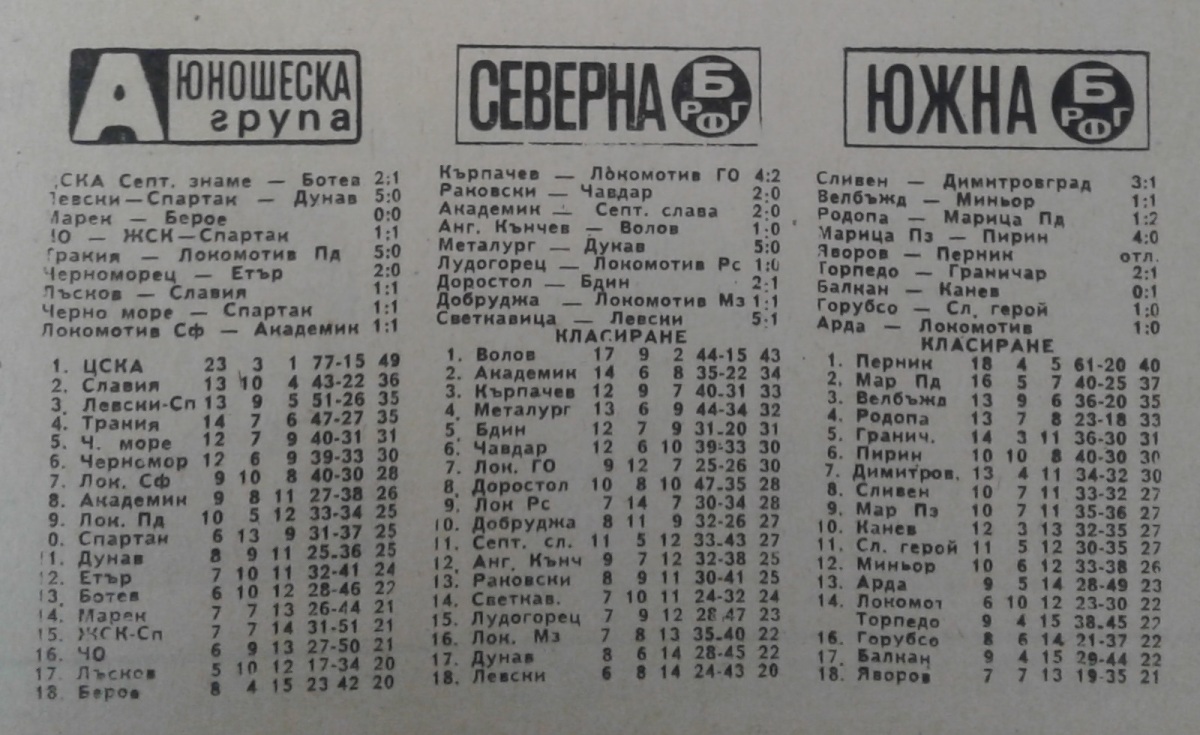 А ЮНОШЕСКА
група
СКА Септ. знаме — Ботев 2:1
Левски—Спартак — Дунав 5:0
Марек — Берое 0:0
ЧО — ЖСК—Спартак 1:1
Тракия — Локомотив Пд 5:0
Черноморец — Етър 2:0
Лъсков — Славия 1:1
Черно море — Спартак 1:1
Локомотив Сф — Академик 1:1
1. ЦСКА 23 3 1 77-15 49
2. Славия 13 10 4 43-22 36
3. Левски-Сп 13 9 5 51-26 35
4. Тракия 14 7 6 47-27 35
5. Ч. море 12 7 9 40-31 31
6. Черномор 12 6 9 39-33 30
7. Лок. Сф 9 10 8 40-30 28
8. Академик 9 8 11 27-38 26
9. Лок. Пд 10 5 12 33-34 25
0. Спартак 6 13 9 31-37 25
11. Дунав 8 9 11 25-36 25
12. Етър 7 10 11 32-41 24
13. Ботев 6 10 12 28-46 22
14. Марек 7 7 13 26-44 21
15. ЖСК-Сп 7 7 14 31-51 21
16. ЧО 6 9 13 27-50 21
17. Лъсков 5 10 12 17-34 20
18. Берое 8 4 15 23 42 20
СЕВЕРНА Б РФГ
Кърпачев — Локомотив ГО 4:2
Раковски — Чавдар 2:0
Академик — Септ. слава 2:0
Анг. Кънчев — Волов 1:0
Металург — Дунав 5:0
Лудогорец — Локомотив Рс 1:0
Доростол — Бдин 2:1
Добруджа — Локомотив Мз 1:1
Светкавица — Левски 5:1
КЛАСИРАНЕ
1. Волов 17 9 2 44-15 43
2. Академик 14 6 8 35-22 34
3. Кърпачев 12 9 7 40-31 33
4. Металург 13 6 9 44-34 32
5. Бдин 12 7 9 31-20 31
6. Чавдар 12 6 10 39-33 30
7. Лок. ГО 9 12 7 25-26 30
8. Доростол 10 8 10 47-35 28
9. Лок Рс 7 14 7 30-34 28
10. Добруджа 8 11 9 32-26 27
11. Септ. сл. 11 5 12 33-43 27
12. Анг. Кънч 9 7 12 32-38 25
13. Раковски 8 9 11 30-41 25
14. Светкав. 7 10 11 24-32 24
15. Лудогорец 7 9 12 28-47 23
16. Лок. Мз 7 8 13 35-40 22
17. Дунав 8 6 14 28-45 22
18. Левски 6 8 14 24-43 20
ЮЖНА Б РФГ
Сливен — Димитровград 3:1
Велбъжд — Миньор 1:1
Родопа — Марица Пд 1:2
Марица Пз — Пирин 4:0
Яворов — Перник отл.
Торпедо — Граничар 2:1
Балкан — Канев 0:1
Горубсо — Сл. герой 1:0
Арда — Локомотив 1:0
КЛАСИРАНЕ
1. Перник 18 4 5 61-20 40
2. Мар Пд 16 5 7 40-25 37
3. Велбъжд 13 9 6 36-20 35
4. Родопа 13 7 8 23-18 33
5. Гранич. 14 3 11 36-30 31
6. Пирин 10 10 8 40-30 30
7. Димитров. 13 4 11 34-32 30
8. Сливен 10 7 11 33-32 27
9. Мар Пз 10 7 11 35-36 27
10. Канев 12 3 13 32-35 27
11. Сл. герой 11 5 12 30-35 27
12. Миньор 10 6 12 33-38 26
13. Арда 9 5 14 28-49 23
14. Локомот 6 10 12 23-30 22
Торпедо 9 4 15 38-45 22
16. Горубсо 8 6 14 21-37 22
17. Балкан 9 4 15 29-44 22
18. Яворов 7 7 13 19-35 21